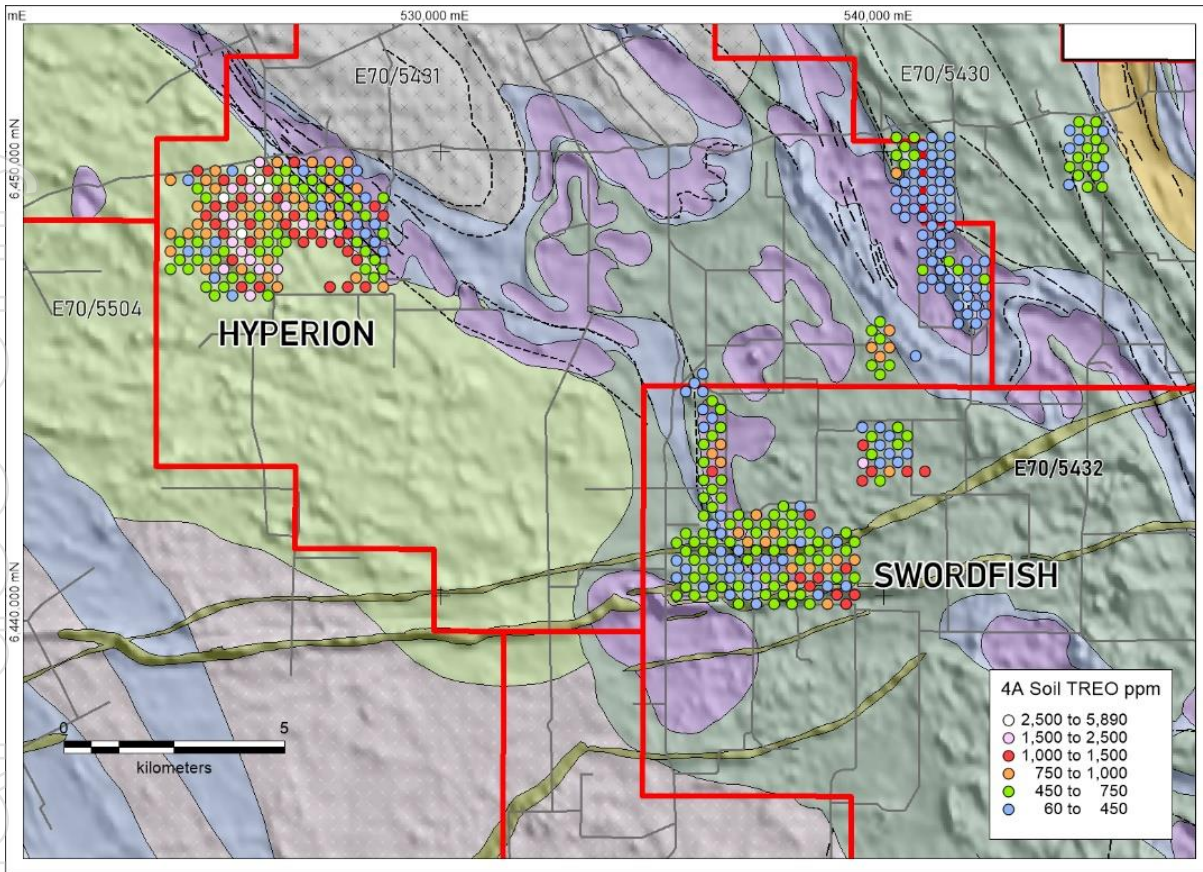 mE
530,000 mE
540,000 mE
E70/5431
E70/5430
6,450,000 mN
E70/5504
HYPERION
E70/5432
SWORDFISH
6,440,000 mN
4A Soil TREO ppm
2,500 to 5,890
1,500 to 2,500
1,000 to 1,500
750 to 1,000
450 to 750
60 to 450
0
5
kilometers